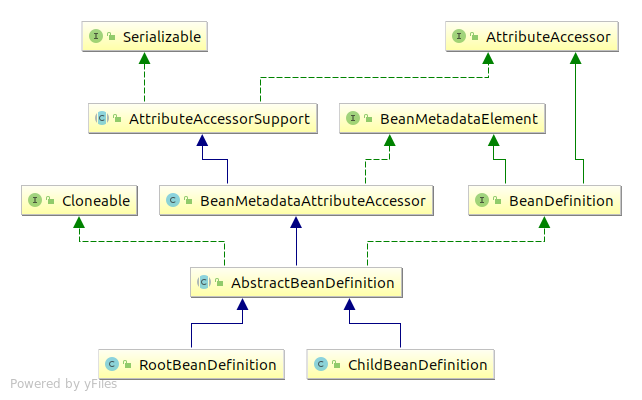 Serializable
AttributeAccessor
AttributeAccessorSupport
BeanMetadataElement
Cloneable
BeanMetadataAttributeAccessor
BeanDefinition
AbstractBeanDefinition
RootBeanDefinition
ChildBeanDefinition
Powered by yFiles